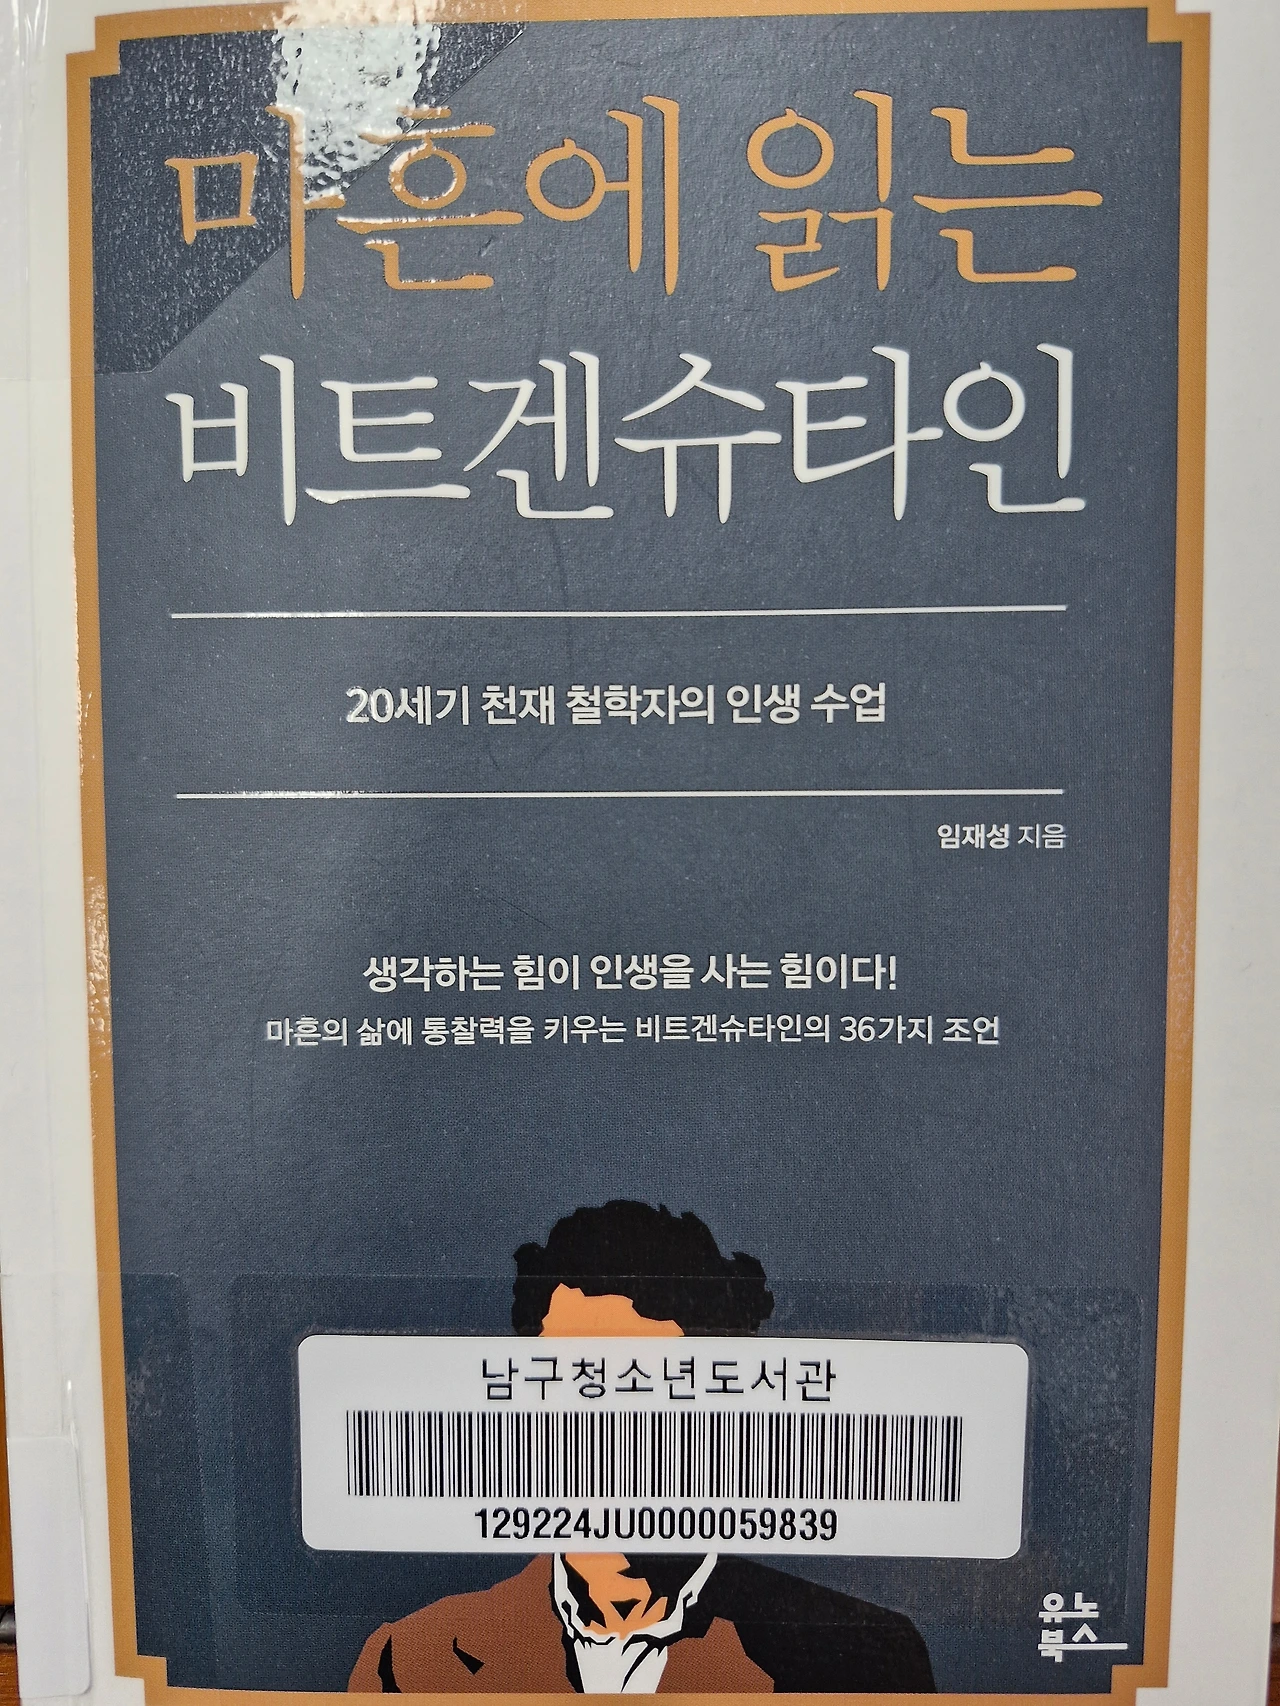 마흔에 읽는
비트겐슈타인
20세기 천재 철학자의 인생 수업
임재성 지음
생각하는 힘이 인생을 사는 힘이다!
마흔의 삶에 통찰력을 키우는 비트겐슈타인의 36가지 조언
남구청소년도서관
129224JU0000059839
유노
북스